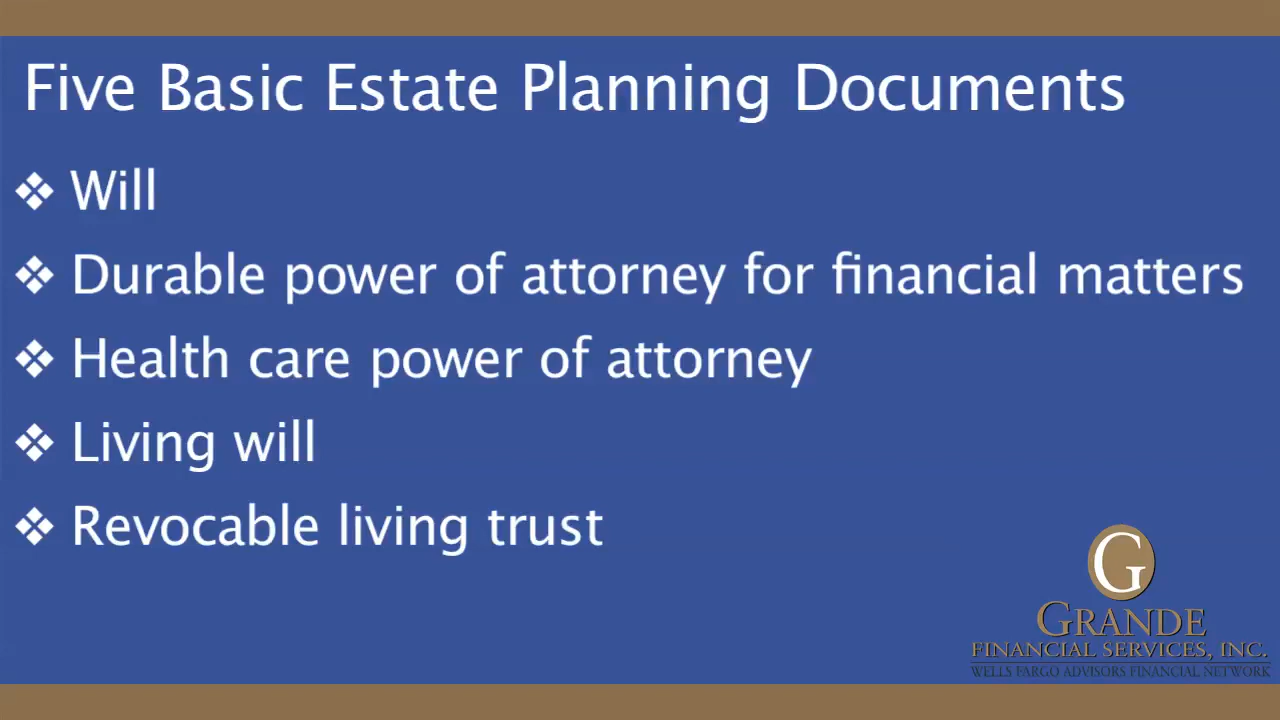 Five Basic Estate Planning Documents
❖ Will
❖ Durable power of attorney for financial matters
❖ Health care power of attorney
❖ Living will
❖ Revocable living trust
G
GRANDE
FINANCIAL SERVICES, INC.
WELLS FARGO ADVISORS FINANCIAL NETWORK